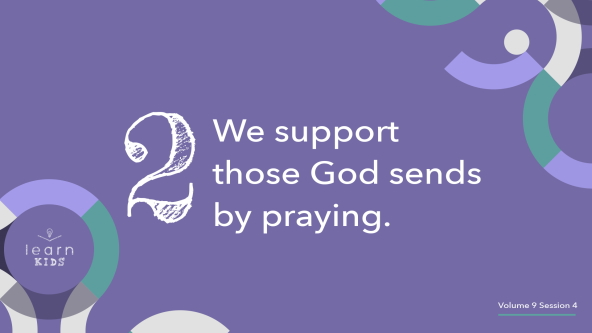 2
We support
those God sends
by praying.
learn
KIDS
Volume 9 Session 4